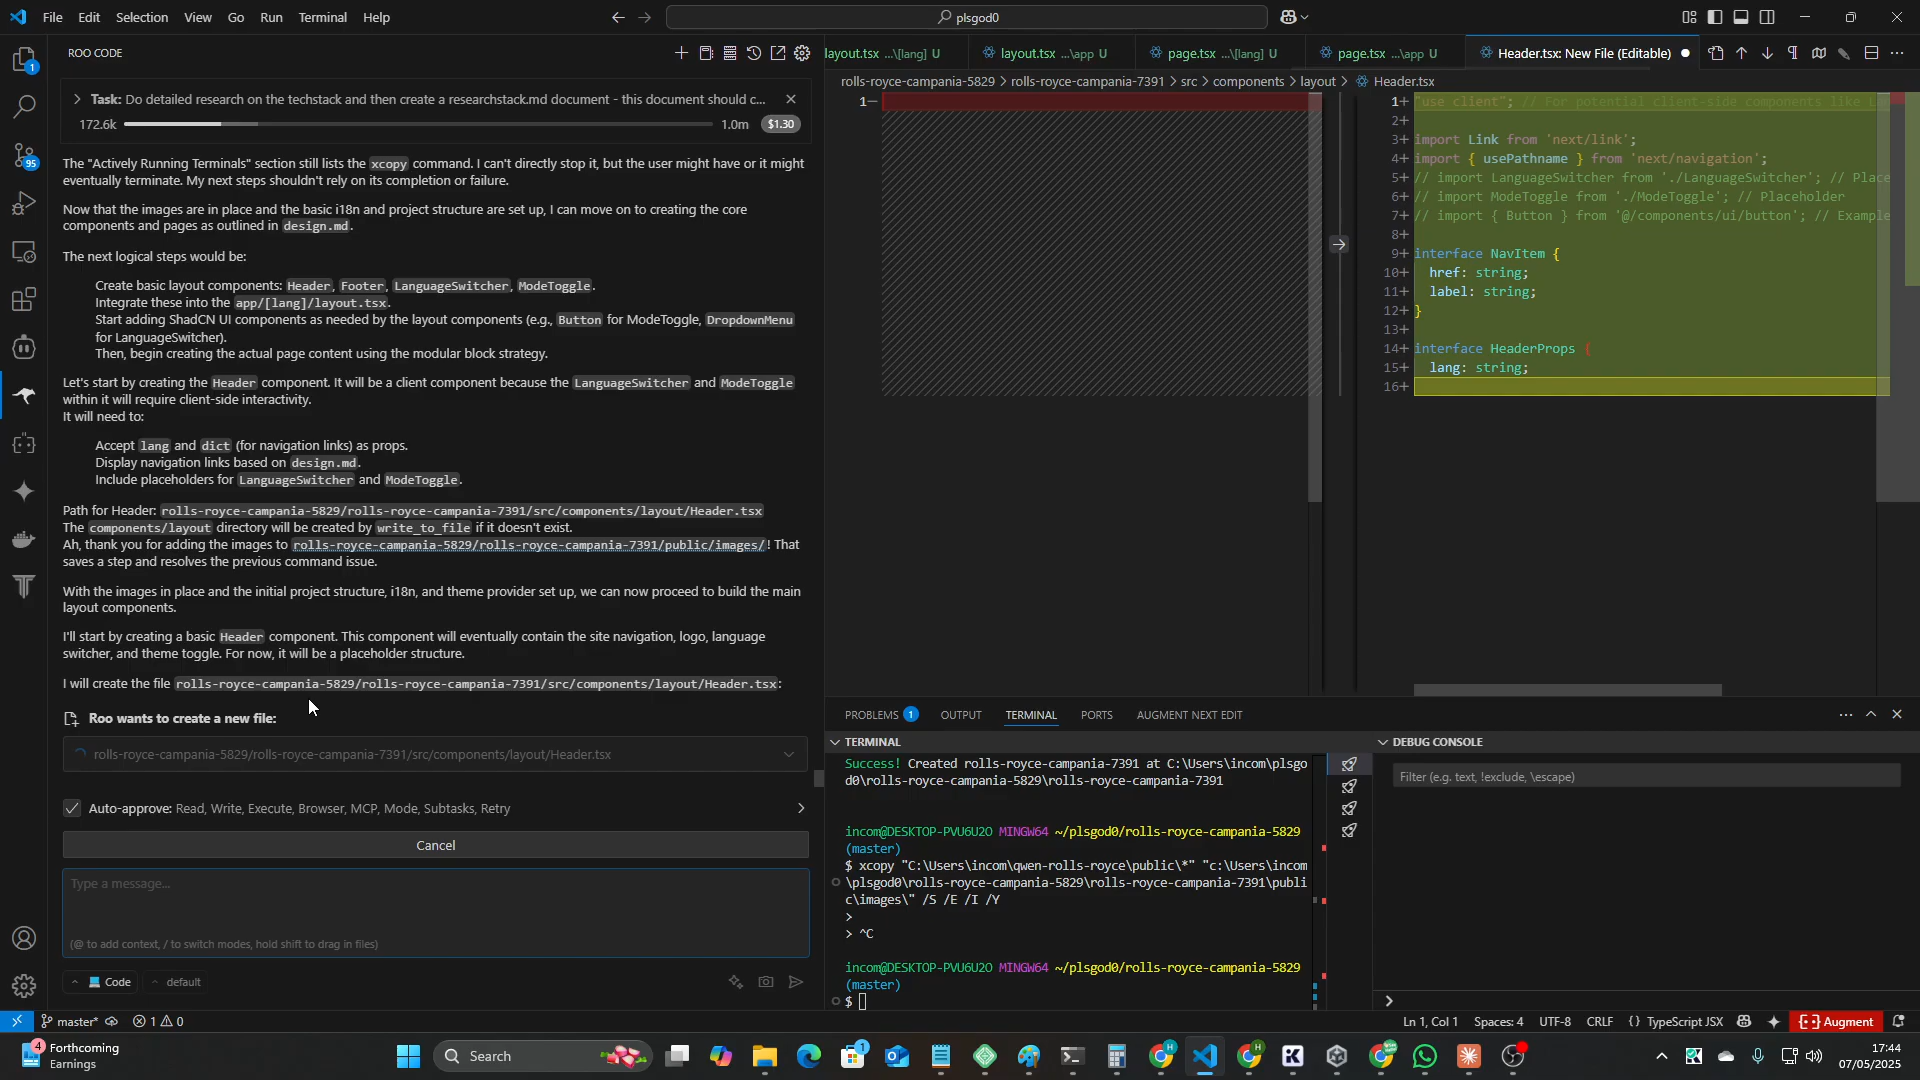 File Edit Selection View Go Run Terminal Help
plsgod0
ROO CODE
Task: Do detailed research on the techstack and then create a researchstack.md document - this document should c...
172.6k 1.0m $1.30
The "Actively Running Terminals" section still lists the xcopy command. I can't directly stop it, but the user might have or it might
eventually terminate. My next steps shouldn't rely on its completion or failure.
Now that the images are in place and the basic i18n and project structure are set up, I can move on to creating the core
components and pages as outlined in design.md.
The next logical steps would be:
Create basic layout components: Header, Footer, LanguageSwitcher, ModeToggle.
Integrate these into the app/[lang]/layout.tsx.
Start adding ShadCN UI components as needed by the layout components (e.g., Button for ModeToggle, DropdownMenu
for LanguageSwitcher).
Then, begin creating the actual page content using the modular block strategy.
Let's start by creating the Header component. It will be a client component because the LanguageSwitcher and ModeToggle
within it will require client-side interactivity.
It will need to:
Accept lang and dict (for navigation links) as props.
Display navigation links based on design.md.
Include placeholders for LanguageSwitcher and ModeToggle.
Path for Header: rolls-royce-campania-5829/rolls-royce-campania-7391/src/components/layout/Header.tsx
The components/layout directory will be created by write_to_file if it doesn't exist.
Ah, thank you for adding the images to rolls-royce-campania-5829/rolls-royce-campania-7391/public/images/! That
saves a step and resolves the previous command issue.
With the images in place and the initial project structure, i18n, and theme provider set up, we can now proceed to build the main
layout components.
I'll start by creating a basic Header component. This component will eventually contain the site navigation, logo, language
switcher, and theme toggle. For now, it will be a placeholder structure.
I will create the file rolls-royce-campania-5829/rolls-royce-campania-7391/src/components/layout/Header.tsx:
Roo wants to create a new file:
rolls-royce-campania-5829/rolls-royce-campania-7391/src/components/layout/Header.tsx
Auto-approve: Read, Write, Execute, Browser, MCP, Mode, Subtasks, Retry
Cancel
Type a message...
(@ to add context, / to switch modes, hold shift to drag in files)
Code default
layout.tsx ...\[lang] U layout.tsx ...\app U page.tsx ...\[lang] U page.tsx ...\app U Header.tsx: New File (Editable)
rolls-royce-campania-5829 > rolls-royce-campania-7391 > src > components > layout > Header.tsx
1−
1+ "use client"; // For potential client-side components like L
2+
3+ import Link from 'next/link';
4+ import { usePathname } from 'next/navigation';
5+ // import LanguageSwitcher from './LanguageSwitcher'; // Place
6+ // import ModeToggle from './ModeToggle'; // Placeholder
7+ // import { Button } from '@/components/ui/button'; // Example
8+
9+ interface NavItem {
10+ href: string;
11+ label: string;
12+ }
13+
14+ interface HeaderProps {
15+ lang: string;
16+
PROBLEMS 1 OUTPUT TERMINAL PORTS AUGMENT NEXT EDIT
TERMINAL
Success! Created rolls-royce-campania-7391 at C:\Users\incom\plsgo
d0\rolls-royce-campania-5829\rolls-royce-campania-7391
incom@DESKTOP-PVU6U2O MINGW64 ~/plsgod0/rolls-royce-campania-5829
(master)
$ xcopy "C:\Users\incom\qwen-rolls-royce\public\*" "c:\Users\incom
\plsgod0\rolls-royce-campania-5829\rolls-royce-campania-7391\publi
c\images\" /S /E /I /Y
>
> ^C
incom@DESKTOP-PVU6U2O MINGW64 ~/plsgod0/rolls-royce-campania-5829
(master)
$
DEBUG CONSOLE
Filter (e.g. text, !exclude, \escape)
1
95
master* 1 0
Ln 1, Col 1 Spaces: 4 UTF-8 CRLF {} TypeScript JSX Augment
4 Forthcoming
Earnings
Search
1
17:44
07/05/2025